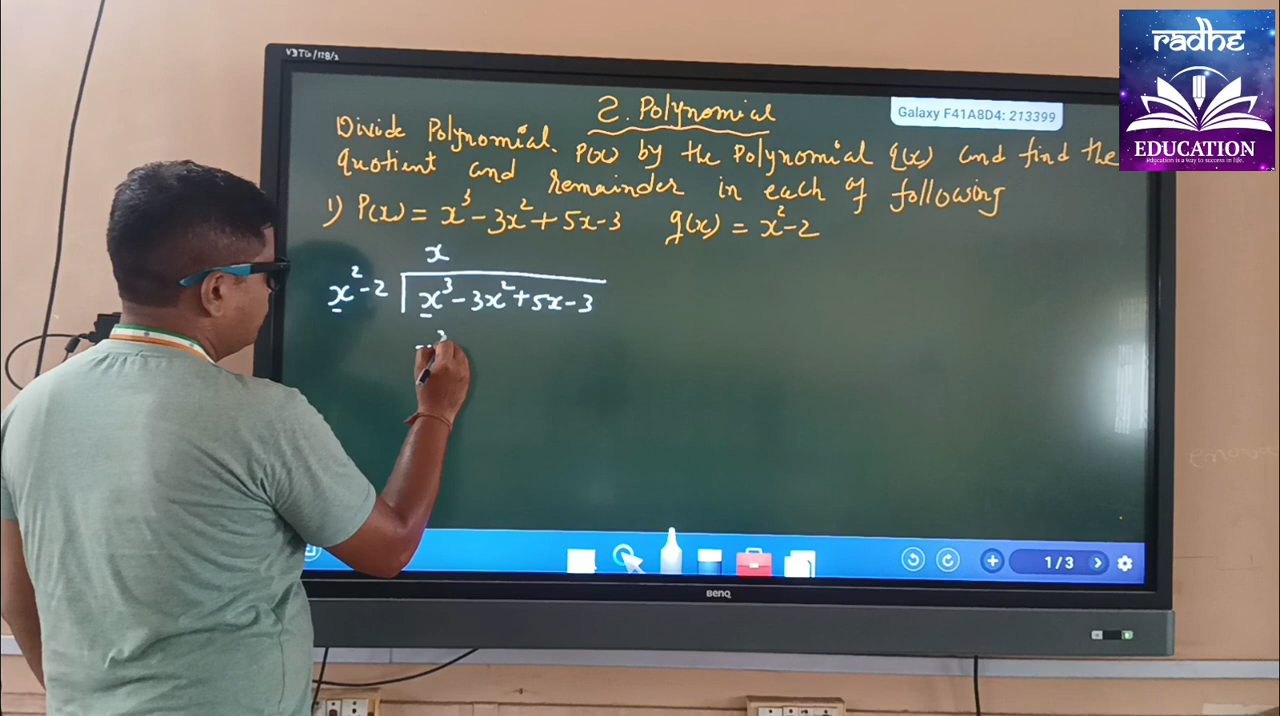 V3TG/128/2
radhe
EDUCATION
Education is a way to success in life.
Galaxy F41A8D4: 213399
2. Polynomial
Divide Polynomial P(x) by the Polynomial g(x) and find the
quotient and remainder in each of following
1) P(x) = x³ - 3x² + 5x - 3 g(x) = x² - 2
x
x² - 2 x³ - 3x² + 5x - 3
1/3
BenQ